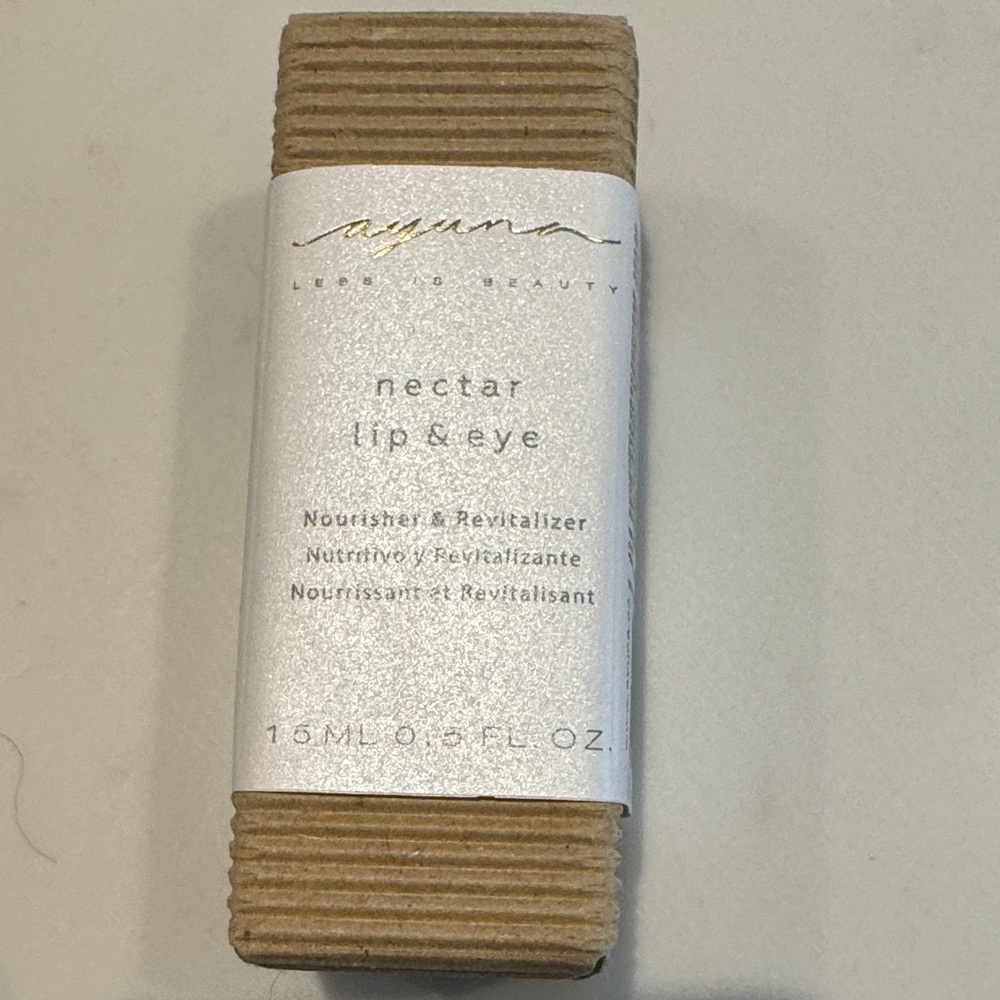 ayuna
LESS IS BEAUTY
nectar
lip & eye
Nourisher & Revitalizer
Nutritivo y Revitalizante
Nourrissant et Revitalisant
15ML 0.5 FL. OZ.